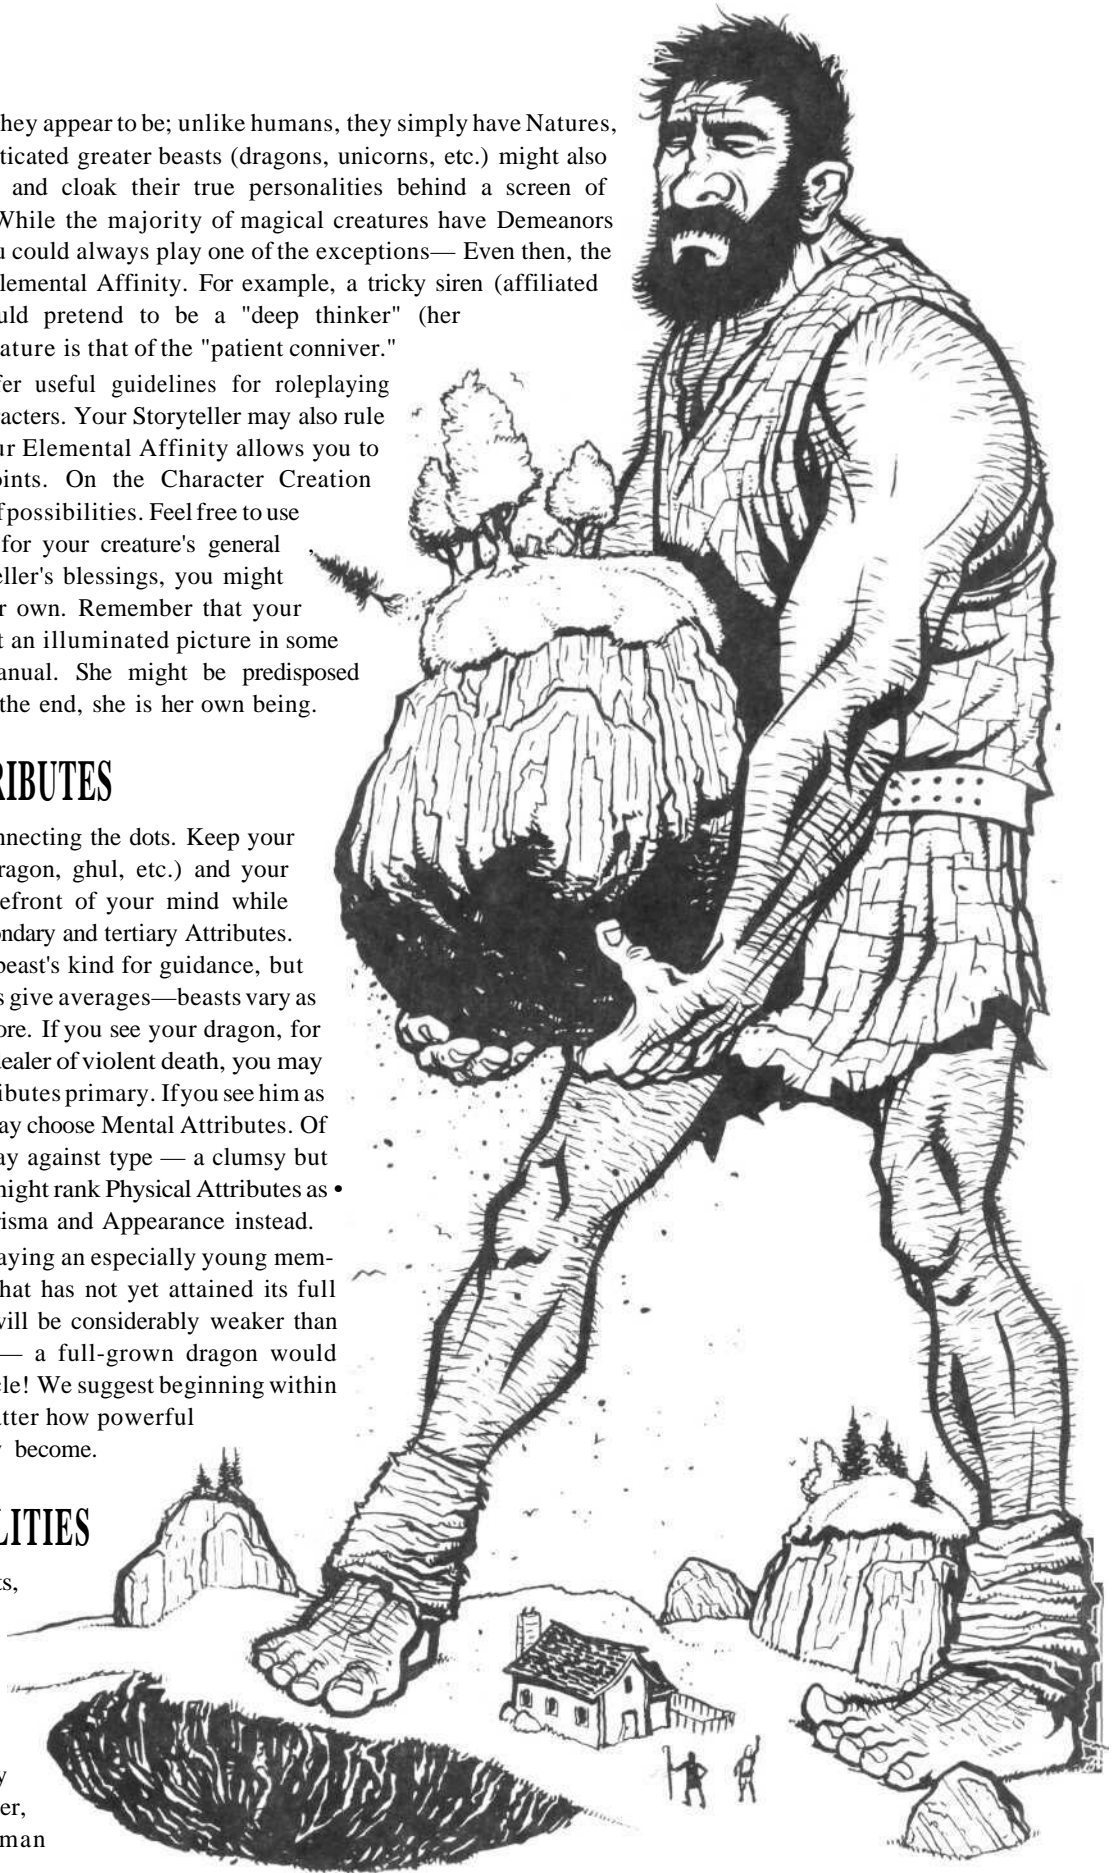 hey appear to be; unlike humans, they simply have Natures,
ticated greater beasts (dragons, unicorns, etc.) might also
and cloak their true personalities behind a screen of
While the majority of magical creatures have Demeanors
u could always play one of the exceptions— Even then, the
lemental Affinity. For example, a tricky siren (affiliated
uld pretend to be a "deep thinker" (her
ature is that of the "patient conniver."
fer useful guidelines for roleplaying
acters. Your Storyteller may also rule
ur Elemental Affinity allows you to
oints. On the Character Creation
f possibilities. Feel free to use
for your creature's general
eller's blessings, you might
r own. Remember that your
t an illuminated picture in some
anual. She might be predisposed
the end, she is her own being.
RIBUTES
nnecting the dots. Keep your
ragon, ghul, etc.) and your
efront of your mind while
ondary and tertiary Attributes.
beast's kind for guidance, but
s give averages—beasts vary as
ore. If you see your dragon, for
dealer of violent death, you may
ibutes primary. If you see him as
ay choose Mental Attributes. Of
ay against type — a clumsy but
might rank Physical Attributes as •
risma and Appearance instead.
aying an especially young mem-
hat has not yet attained its full
will be considerably weaker than
— a full-grown dragon would
cle! We suggest beginning within
atter how powerful
y become.
LITIES
ts,
y
er,
man